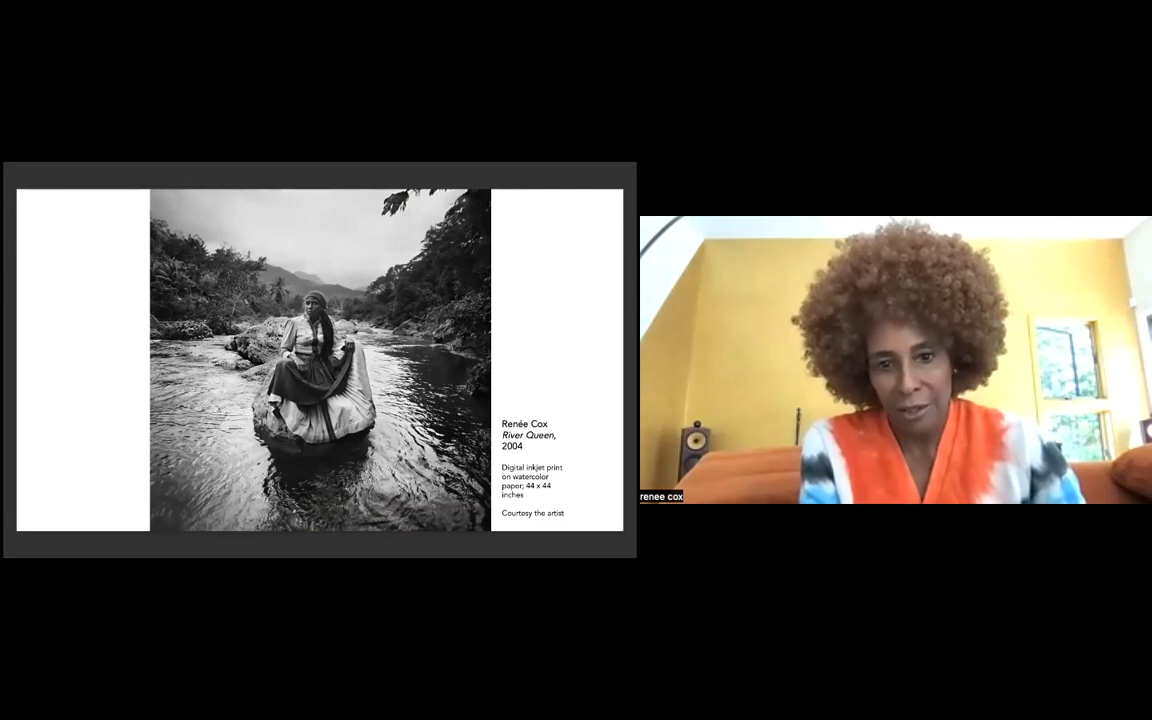 Renée Cox
River Queen,
2004
Digital inkjet print
on watercolor
paper; 44 x 44
inches
Courtesy the artist
renee cox